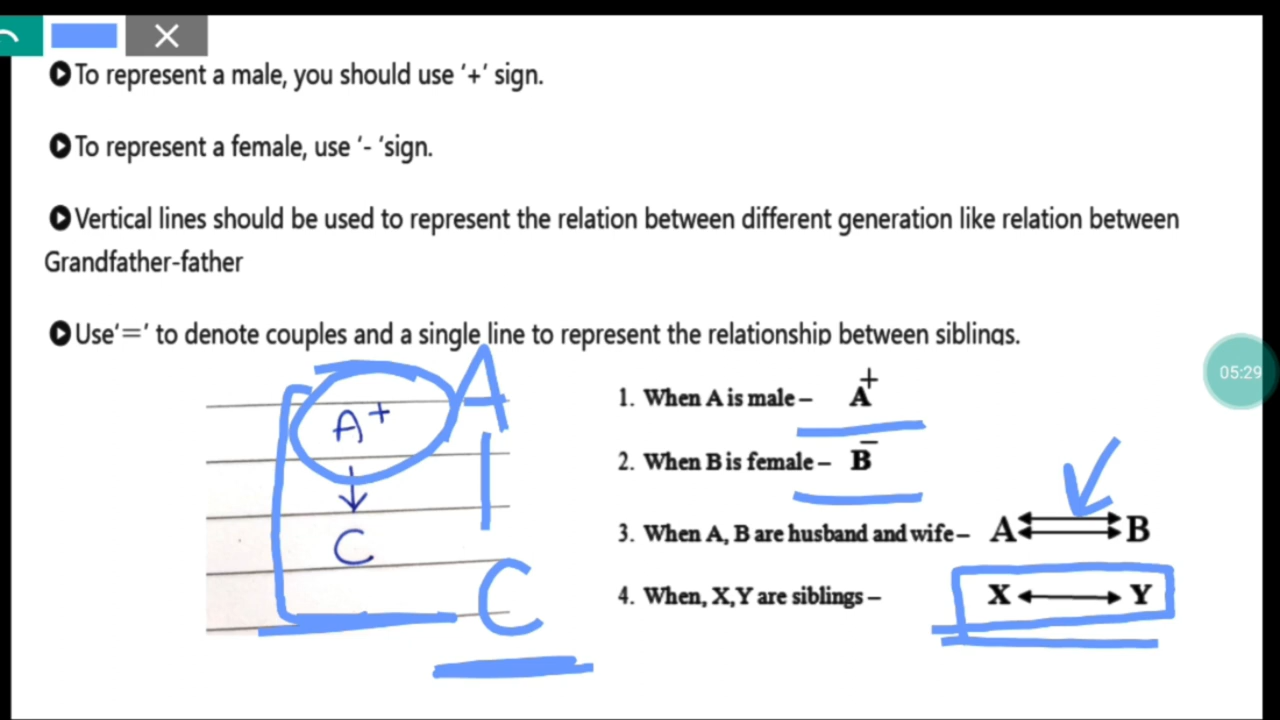 To represent a male, you should use ‘+’ sign.
To represent a female, use ‘- ‘sign.
Vertical lines should be used to represent the relation between different generation like relation between
Grandfather-father
Use‘=’ to denote couples and a single line to represent the relationship between siblings.
A+
C
A
C
1. When A is male – A+
2. When B is female – B−
3. When A, B are husband and wife – A B
4. When, X,Y are siblings – X Y
05:29